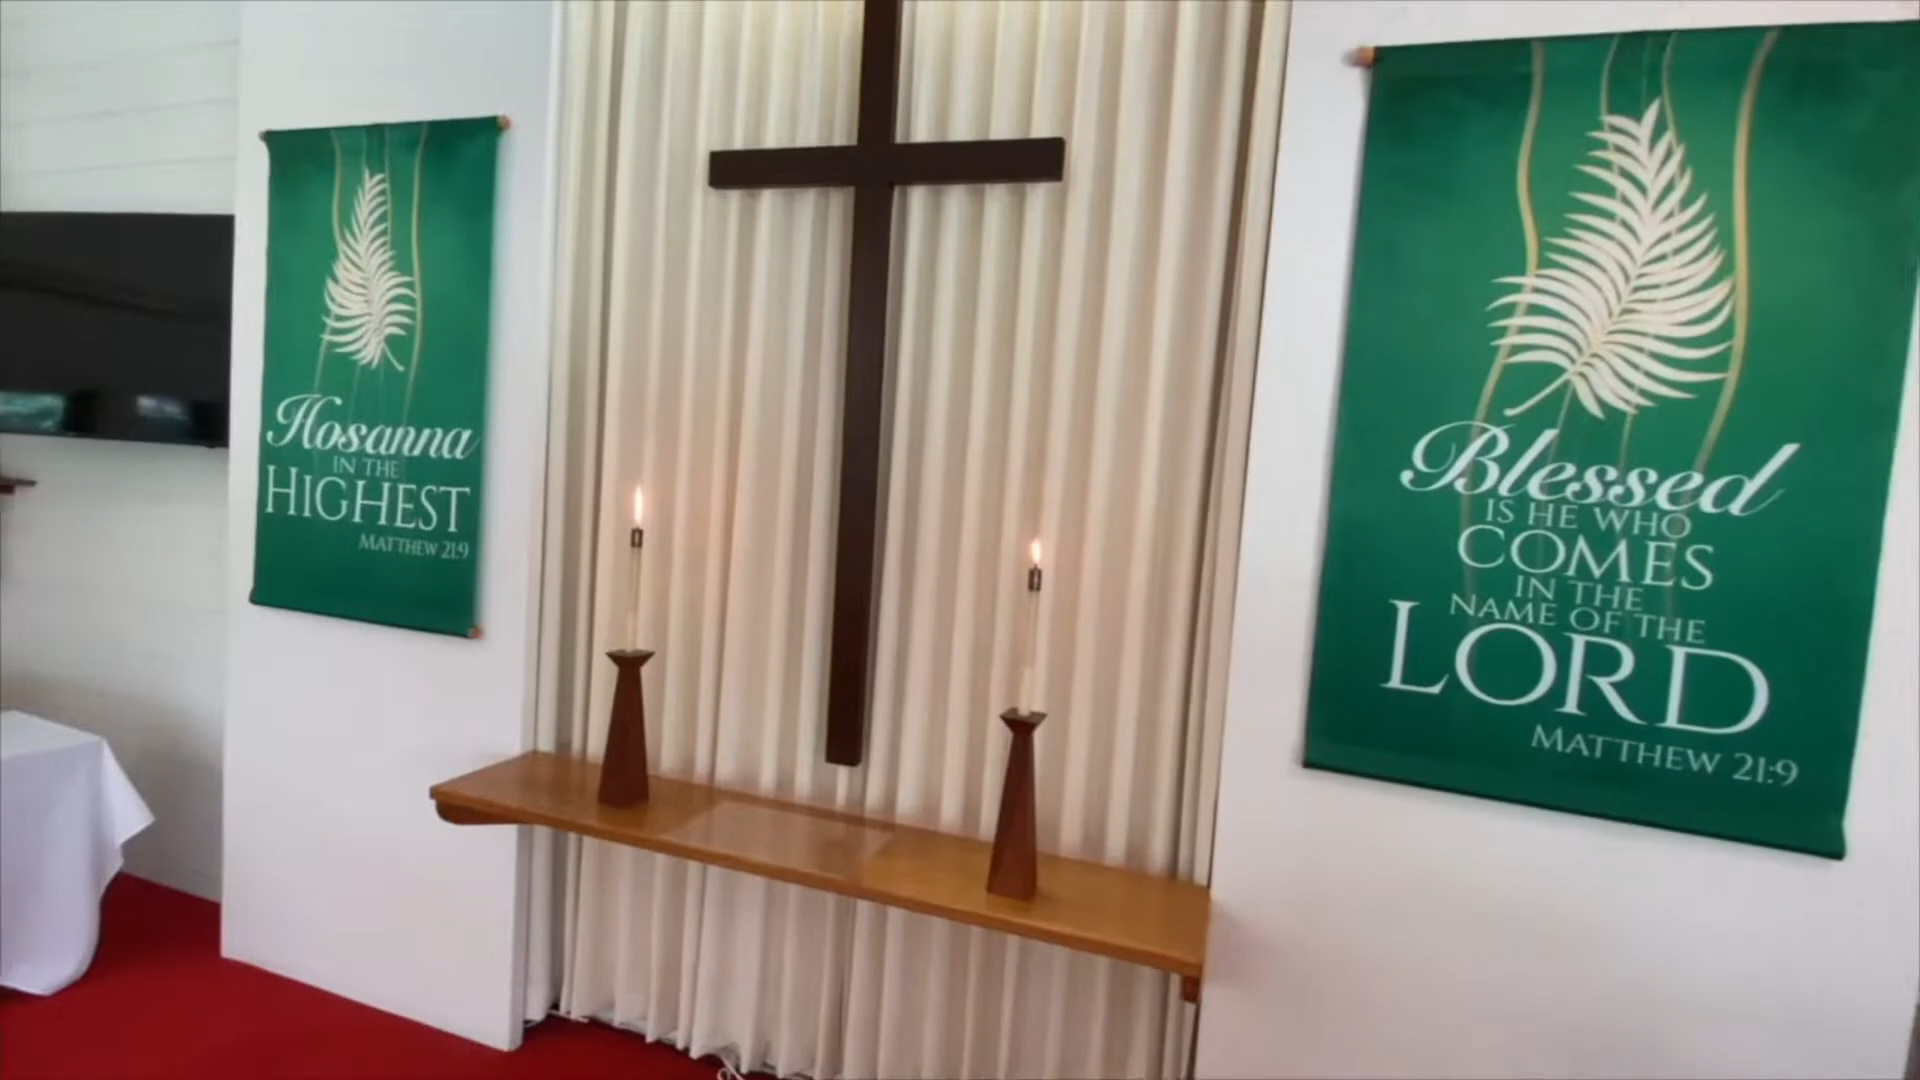 Hosanna
IN THE
HIGHEST
MATTHEW 21:9
Blessed
IS HE WHO
COMES
IN THE
NAME OF THE
LORD
MATTHEW 21:9